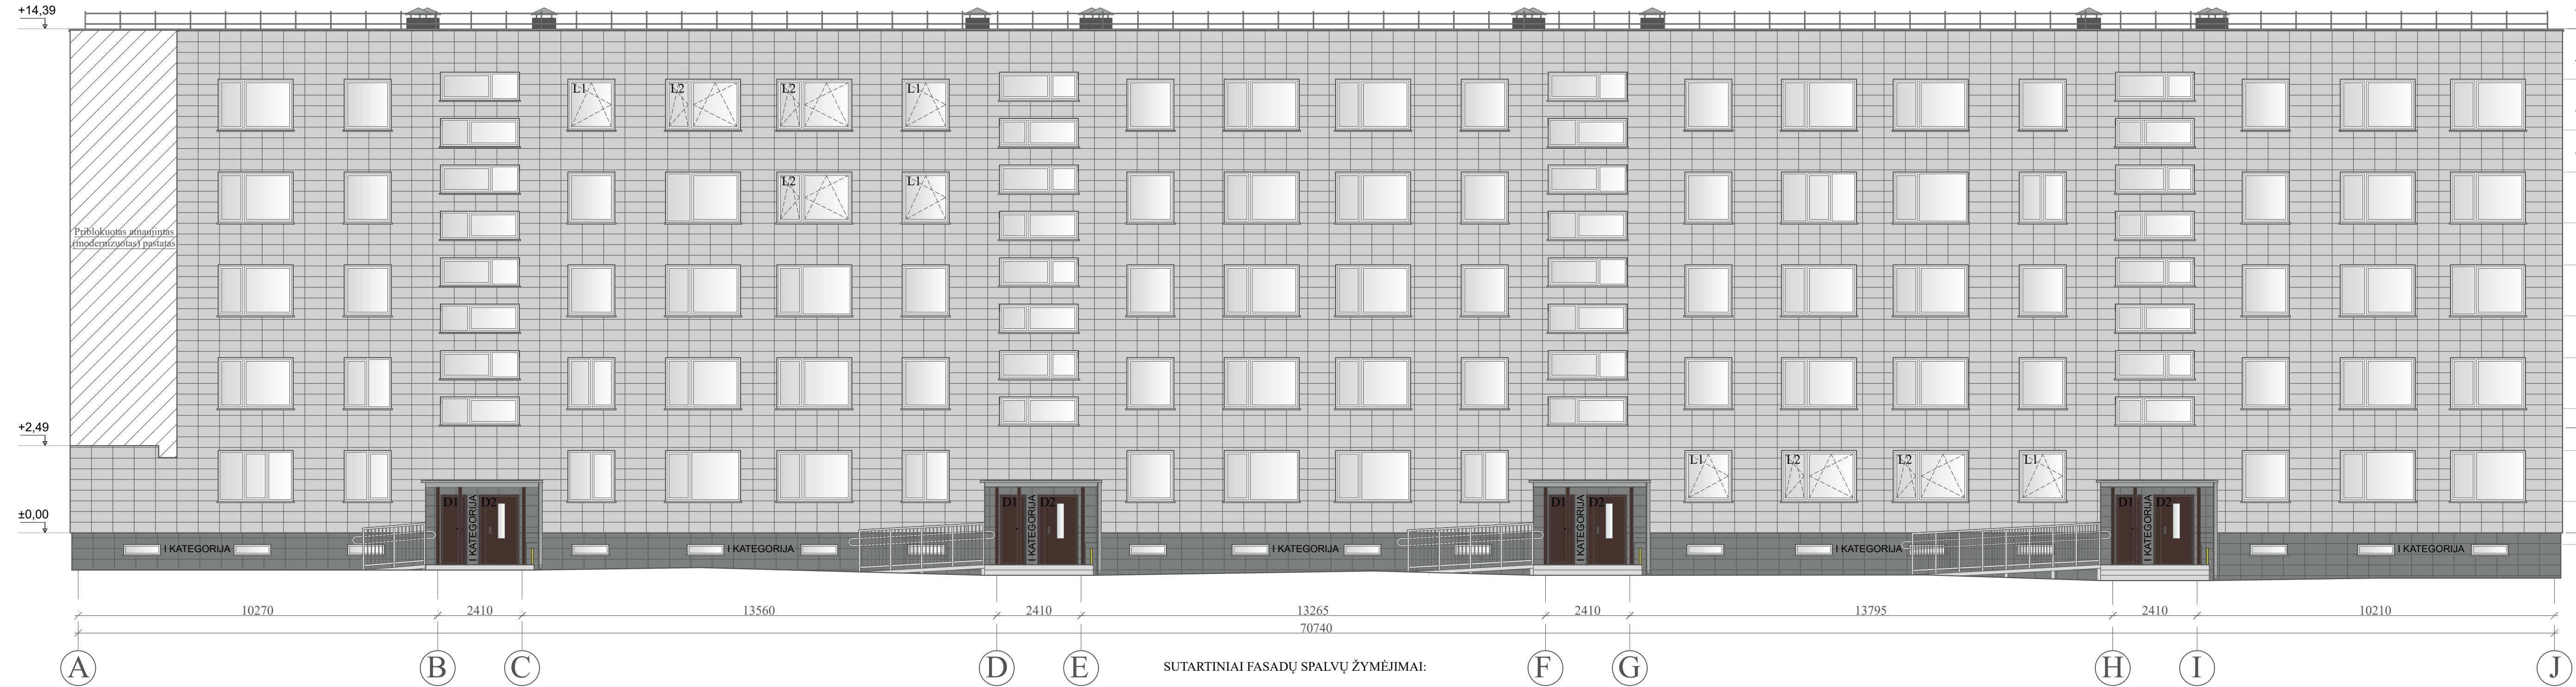 +14,39
L1 L2 L2 L1
L2 L1
Priblokuotas atnaujintas
(modernizuotas) pastatas
+2,49
L1 L2 L2 L1
±0,00
D1 I KATEGORIJA D2
D1 I KATEGORIJA D2
D1 I KATEGORIJA D2
D1 I KATEGORIJA D2
I KATEGORIJA I KATEGORIJA I KATEGORIJA I KATEGORIJA I KATEGORIJA
10270 2410 13560 2410 13265 2410 13795 2410 10210
70740
A B C D E F G H I J
SUTARTINIAI FASADŲ SPALVŲ ŽYMĖJIMAI: